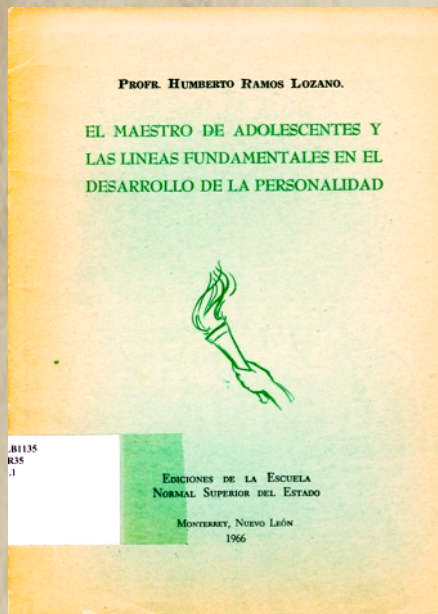 PROFR. HUMBERTO RAMOS LOZANO.
EL MAESTRO DE ADOLESCENTES Y
LAS LINEAS FUNDAMENTALES EN EL
DESARROLLO DE LA PERSONALIDAD
.B1135
R35
.1
EDICIONES DE LA ESCUELA
NORMAL SUPERIOR DEL ESTADO
MONTERREY, NUEVO LEÓN
1966